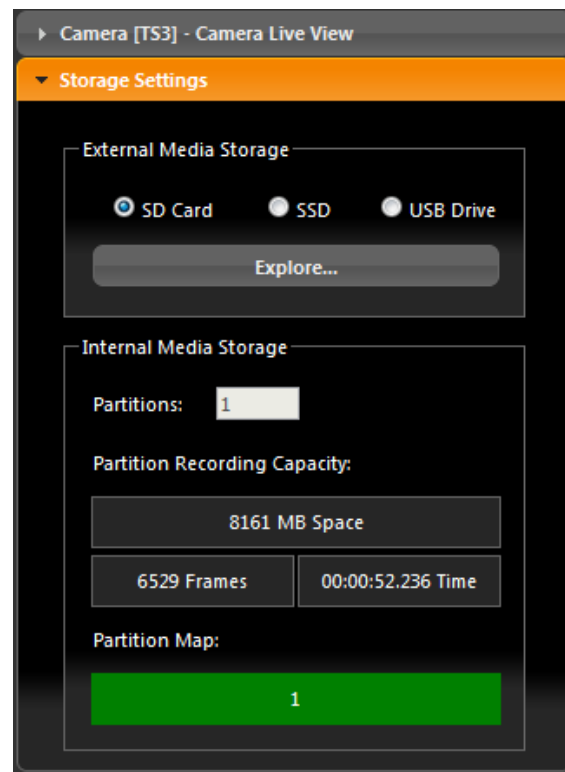 Camera [TS3] - Camera Live View
Storage Settings
External Media Storage
SD Card SSD USB Drive
Explore...
Internal Media Storage
Partitions: 1
Partition Recording Capacity:
8161 MB Space
6529 Frames 00:00:52.236 Time
Partition Map:
1